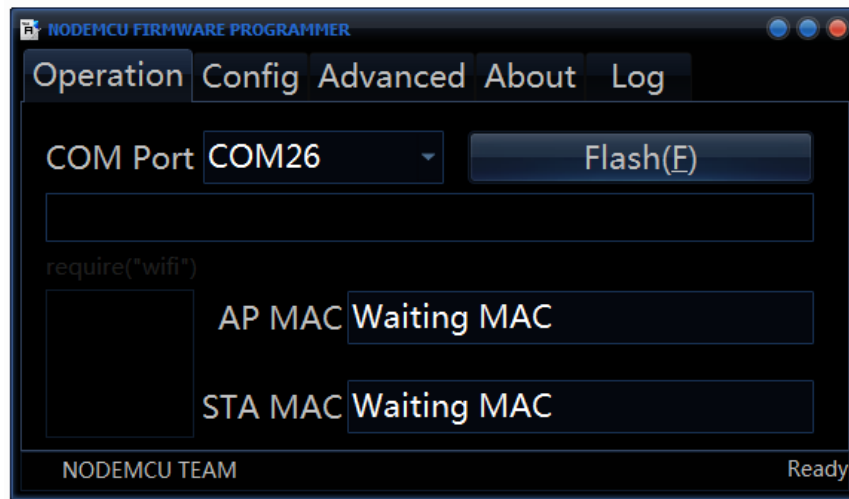 NODEMCU FIRMWARE PROGRAMMER
Operation Config Advanced About Log
COM Port COM26 Flash(F)
require("wifi")
AP MAC Waiting MAC
STA MAC Waiting MAC
NODEMCU TEAM Ready